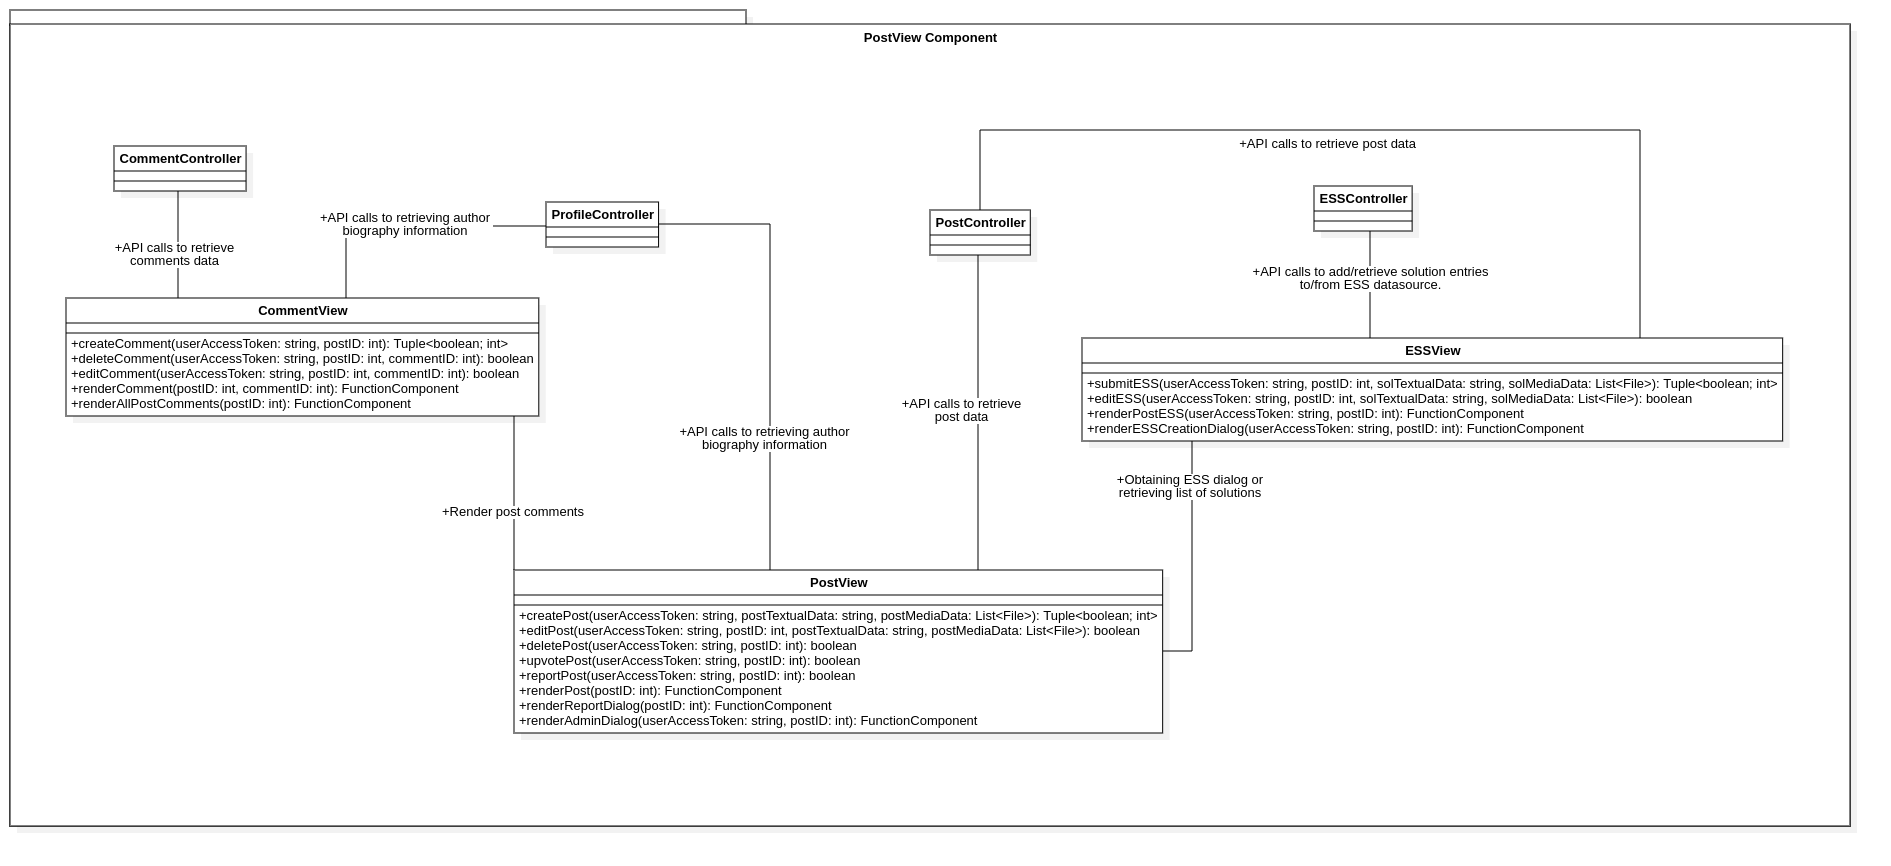 PostView Component
+API calls to retrieve post data
CommentController
ESSController
ProfileController
+API calls to retrieving author
biography information
PostController
+API calls to retrieve
comments data
+API calls to add/retrieve solution entries
to/from ESS datasource.
CommentView
+createComment(userAccessToken: string, postID: int): Tuple<boolean; int>
+deleteComment(userAccessToken: string, postID: int, commentID: int): boolean
+editComment(userAccessToken: string, postID: int, commentID: int): boolean
+renderComment(postID: int, commentID: int): FunctionComponent
+renderAllPostComments(postID: int): FunctionComponent
ESSView
+submitESS(userAccessToken: string, postID: int, solTextualData: string, solMediaData: List<File>): Tuple<boolean; int>
+editESS(userAccessToken: string, postID: int, solTextualData: string, solMediaData: List<File>): boolean
+renderPostESS(userAccessToken: string, postID: int): FunctionComponent
+renderESSCreationDialog(userAccessToken: string, postID: int): FunctionComponent
+API calls to retrieve
post data
+API calls to retrieving author
biography information
+Obtaining ESS dialog or
retrieving list of solutions
+Render post comments
PostView
+createPost(userAccessToken: string, postTextualData: string, postMediaData: List<File>): Tuple<boolean; int>
+editPost(userAccessToken: string, postID: int, postTextualData: string, postMediaData: List<File>): boolean
+deletePost(userAccessToken: string, postID: int): boolean
+upvotePost(userAccessToken: string, postID: int): boolean
+reportPost(userAccessToken: string, postID: int): boolean
+renderPost(postID: int): FunctionComponent
+renderReportDialog(postID: int): FunctionComponent
+renderAdminDialog(userAccessToken: string, postID: int): FunctionComponent